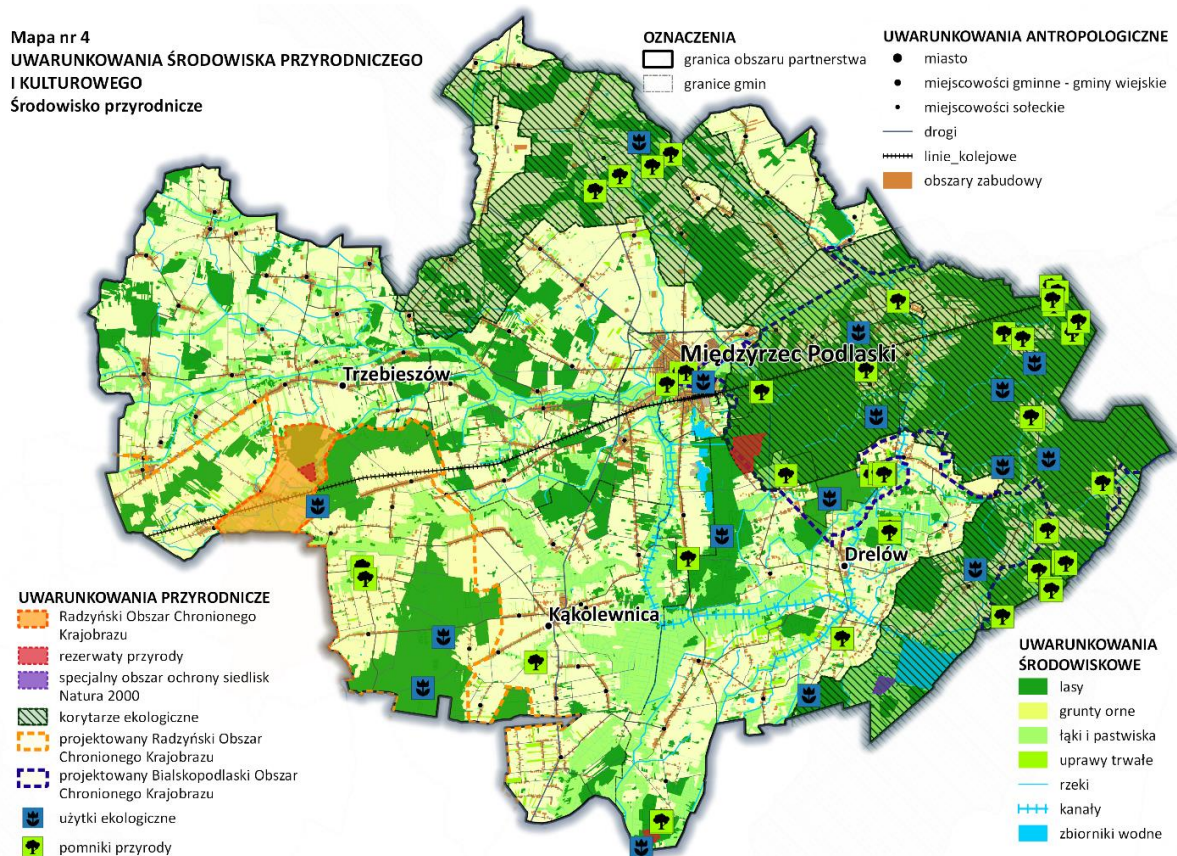 Mapa nr 4
UWARUNKOWANIA ŚRODOWISKA PRZYRODNICZEGO
I KULTUROWEGO
Środowisko przyrodnicze
OZNACZENIA
granica obszaru partnerstwa
granice gmin
UWARUNKOWANIA ANTROPOLOGICZNE
miasto
miejscowości gminne - gminy wiejskie
miejscowości sołeckie
drogi
linie_kolejowe
obszary zabudowy
Międzyrzec Podlaski
Trzebieszów
Drelów
Kąkolewnica
UWARUNKOWANIA PRZYRODNICZE
Radzyński Obszar Chronionego
Krajobrazu
rezerwaty przyrody
specjalny obszar ochrony siedlisk
Natura 2000
korytarze ekologiczne
projektowany Radzyński Obszar
Chronionego Krajobrazu
projektowany Bialskopodlaski Obszar
Chronionego Krajobrazu
użytki ekologiczne
pomniki przyrody
UWARUNKOWANIA
ŚRODOWISKOWE
lasy
grunty orne
łąki i pastwiska
uprawy trwałe
rzeki
kanały
zbiorniki wodne